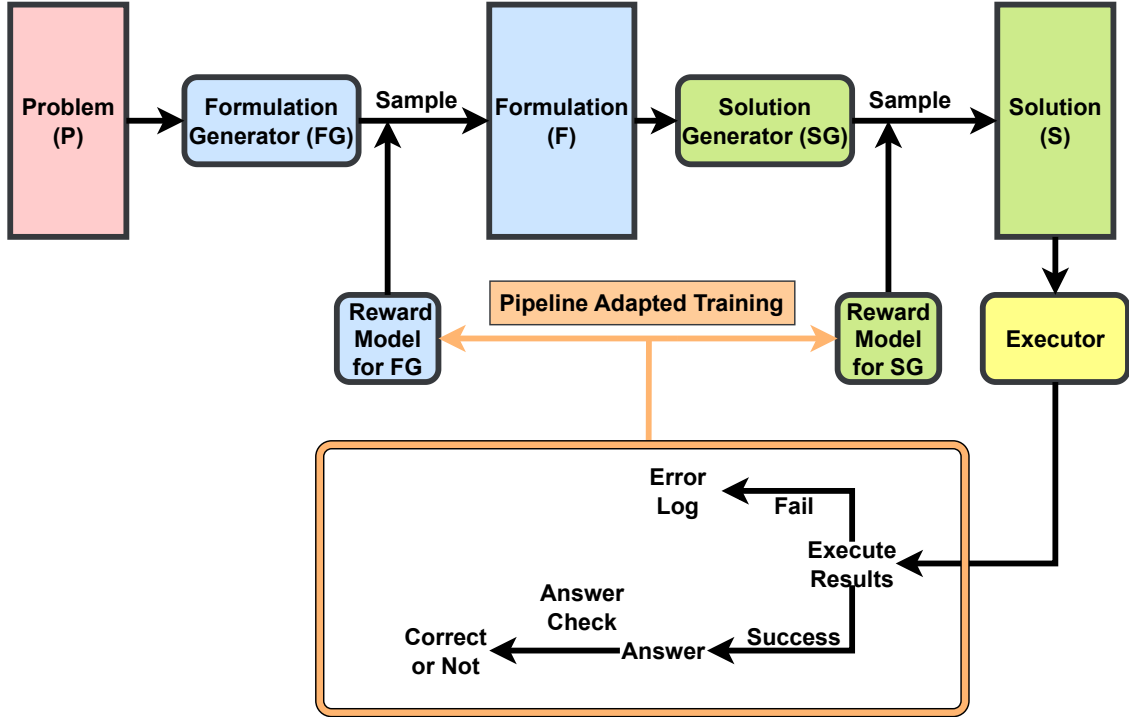 Problem
(P)
Formulation
Generator (FG)
Sample
Formulation
(F)
Solution
Generator (SG)
Sample
Solution
(S)
Pipeline Adapted Training
Reward
Model
for FG
Reward
Model
for SG
Executor
Error
Log
Fail
Execute
Results
Answer
Check
Correct
or Not
Answer
Success